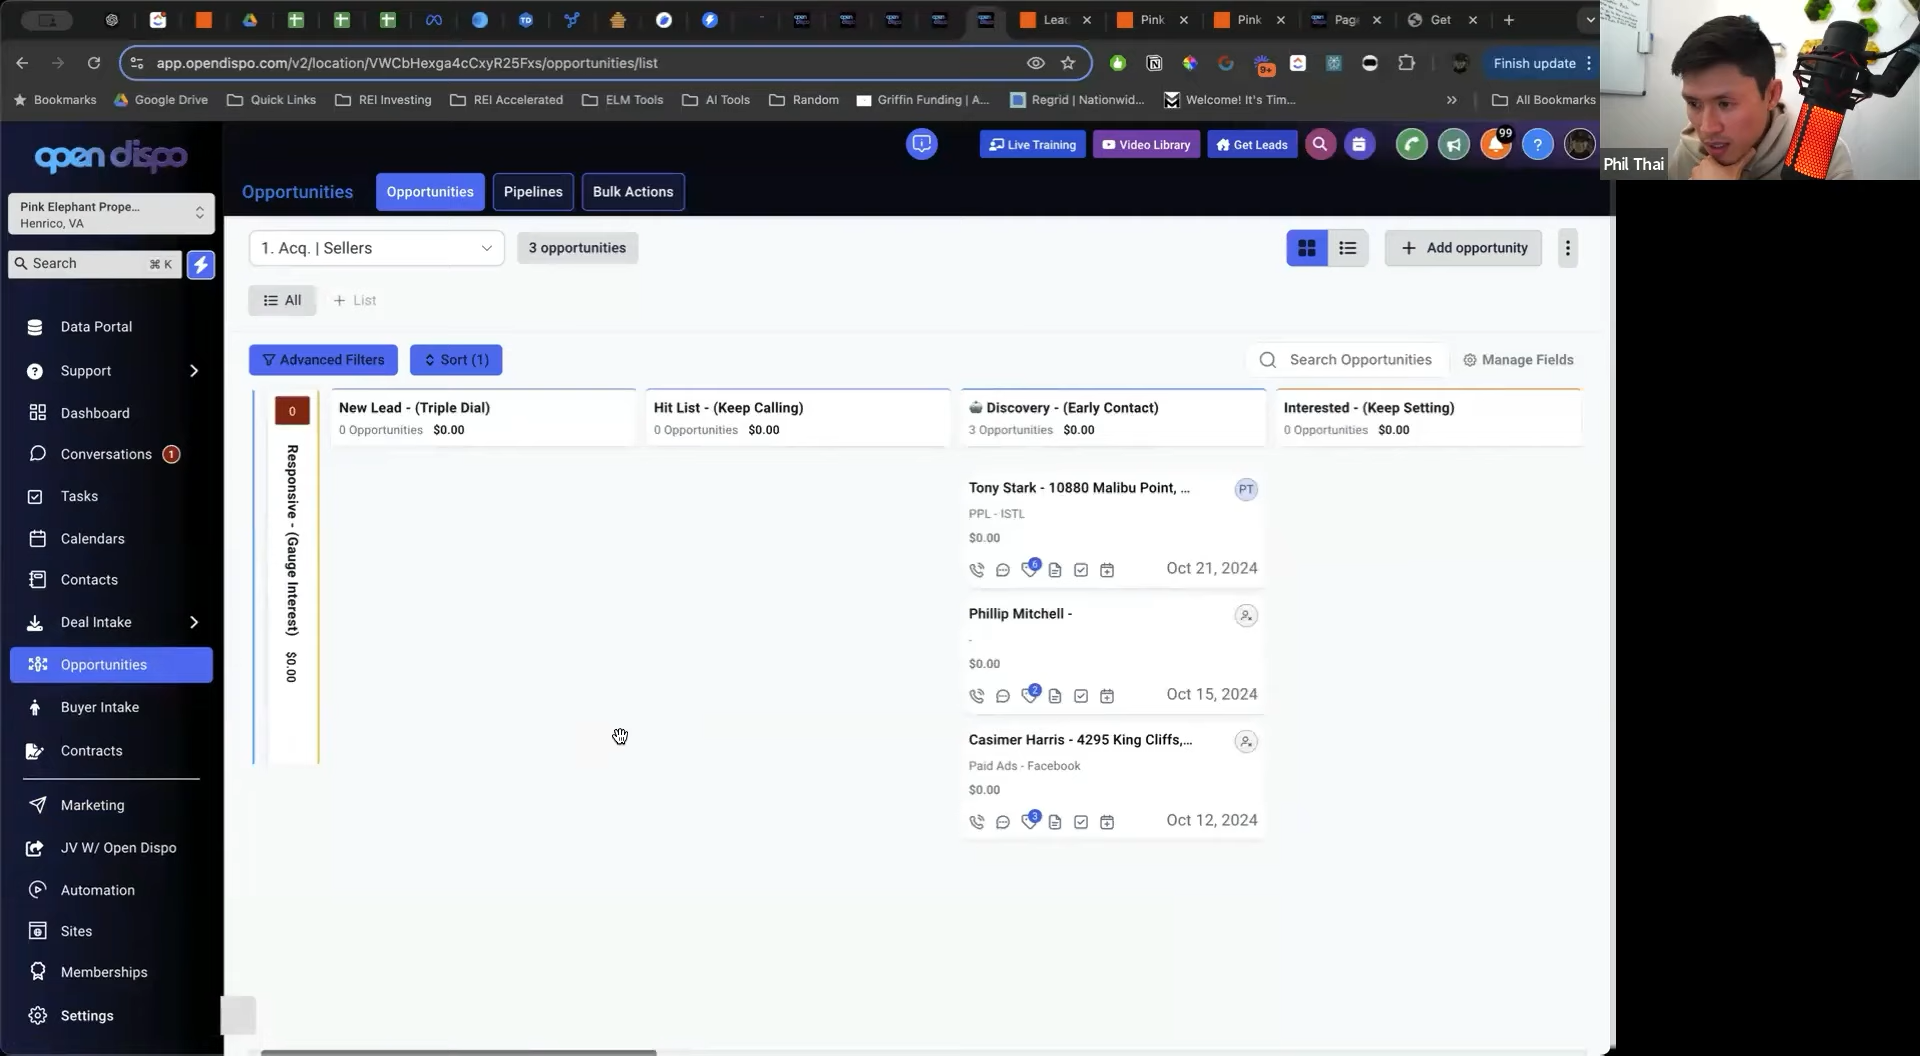 Leac
Pink
Pink
Page
Get
app.opendispo.com/v2/location/VWCbHexga4cCxyR25Fxs/opportunities/list
9+
Finish update
Bookmarks
Google Drive
Quick Links
REI Investing
REI Accelerated
ELM Tools
AI Tools
Random
Griffin Funding | A...
Regrid | Nationwid...
Welcome! It's Tim...
All Bookmarks
open dispo
Live Training
Video Library
Get Leads
99
Phil Thai
Pink Elephant Prope...
Henrico, VA
Search
⌘ K
Opportunities
Opportunities
Pipelines
Bulk Actions
1. Acq. | Sellers
3 opportunities
Add opportunity
All
+ List
Advanced Filters
Sort (1)
Search Opportunities
Manage Fields
Data Portal
Support
Dashboard
Conversations 1
Tasks
Calendars
Contacts
Deal Intake
Opportunities
Buyer Intake
Contracts
Marketing
JV W/ Open Dispo
Automation
Sites
Memberships
Settings
0
Responsive - (Gauge Interest) $0.00
New Lead - (Triple Dial)
0 Opportunities $0.00
Hit List - (Keep Calling)
0 Opportunities $0.00
Discovery - (Early Contact)
3 Opportunities $0.00
Interested - (Keep Setting)
0 Opportunities $0.00
Tony Stark - 10880 Malibu Point, ...
PT
PPL - ISTL
$0.00
6
Oct 21, 2024
Phillip Mitchell -
-
$0.00
2
Oct 15, 2024
Casimer Harris - 4295 King Cliffs,...
Paid Ads - Facebook
$0.00
3
Oct 12, 2024